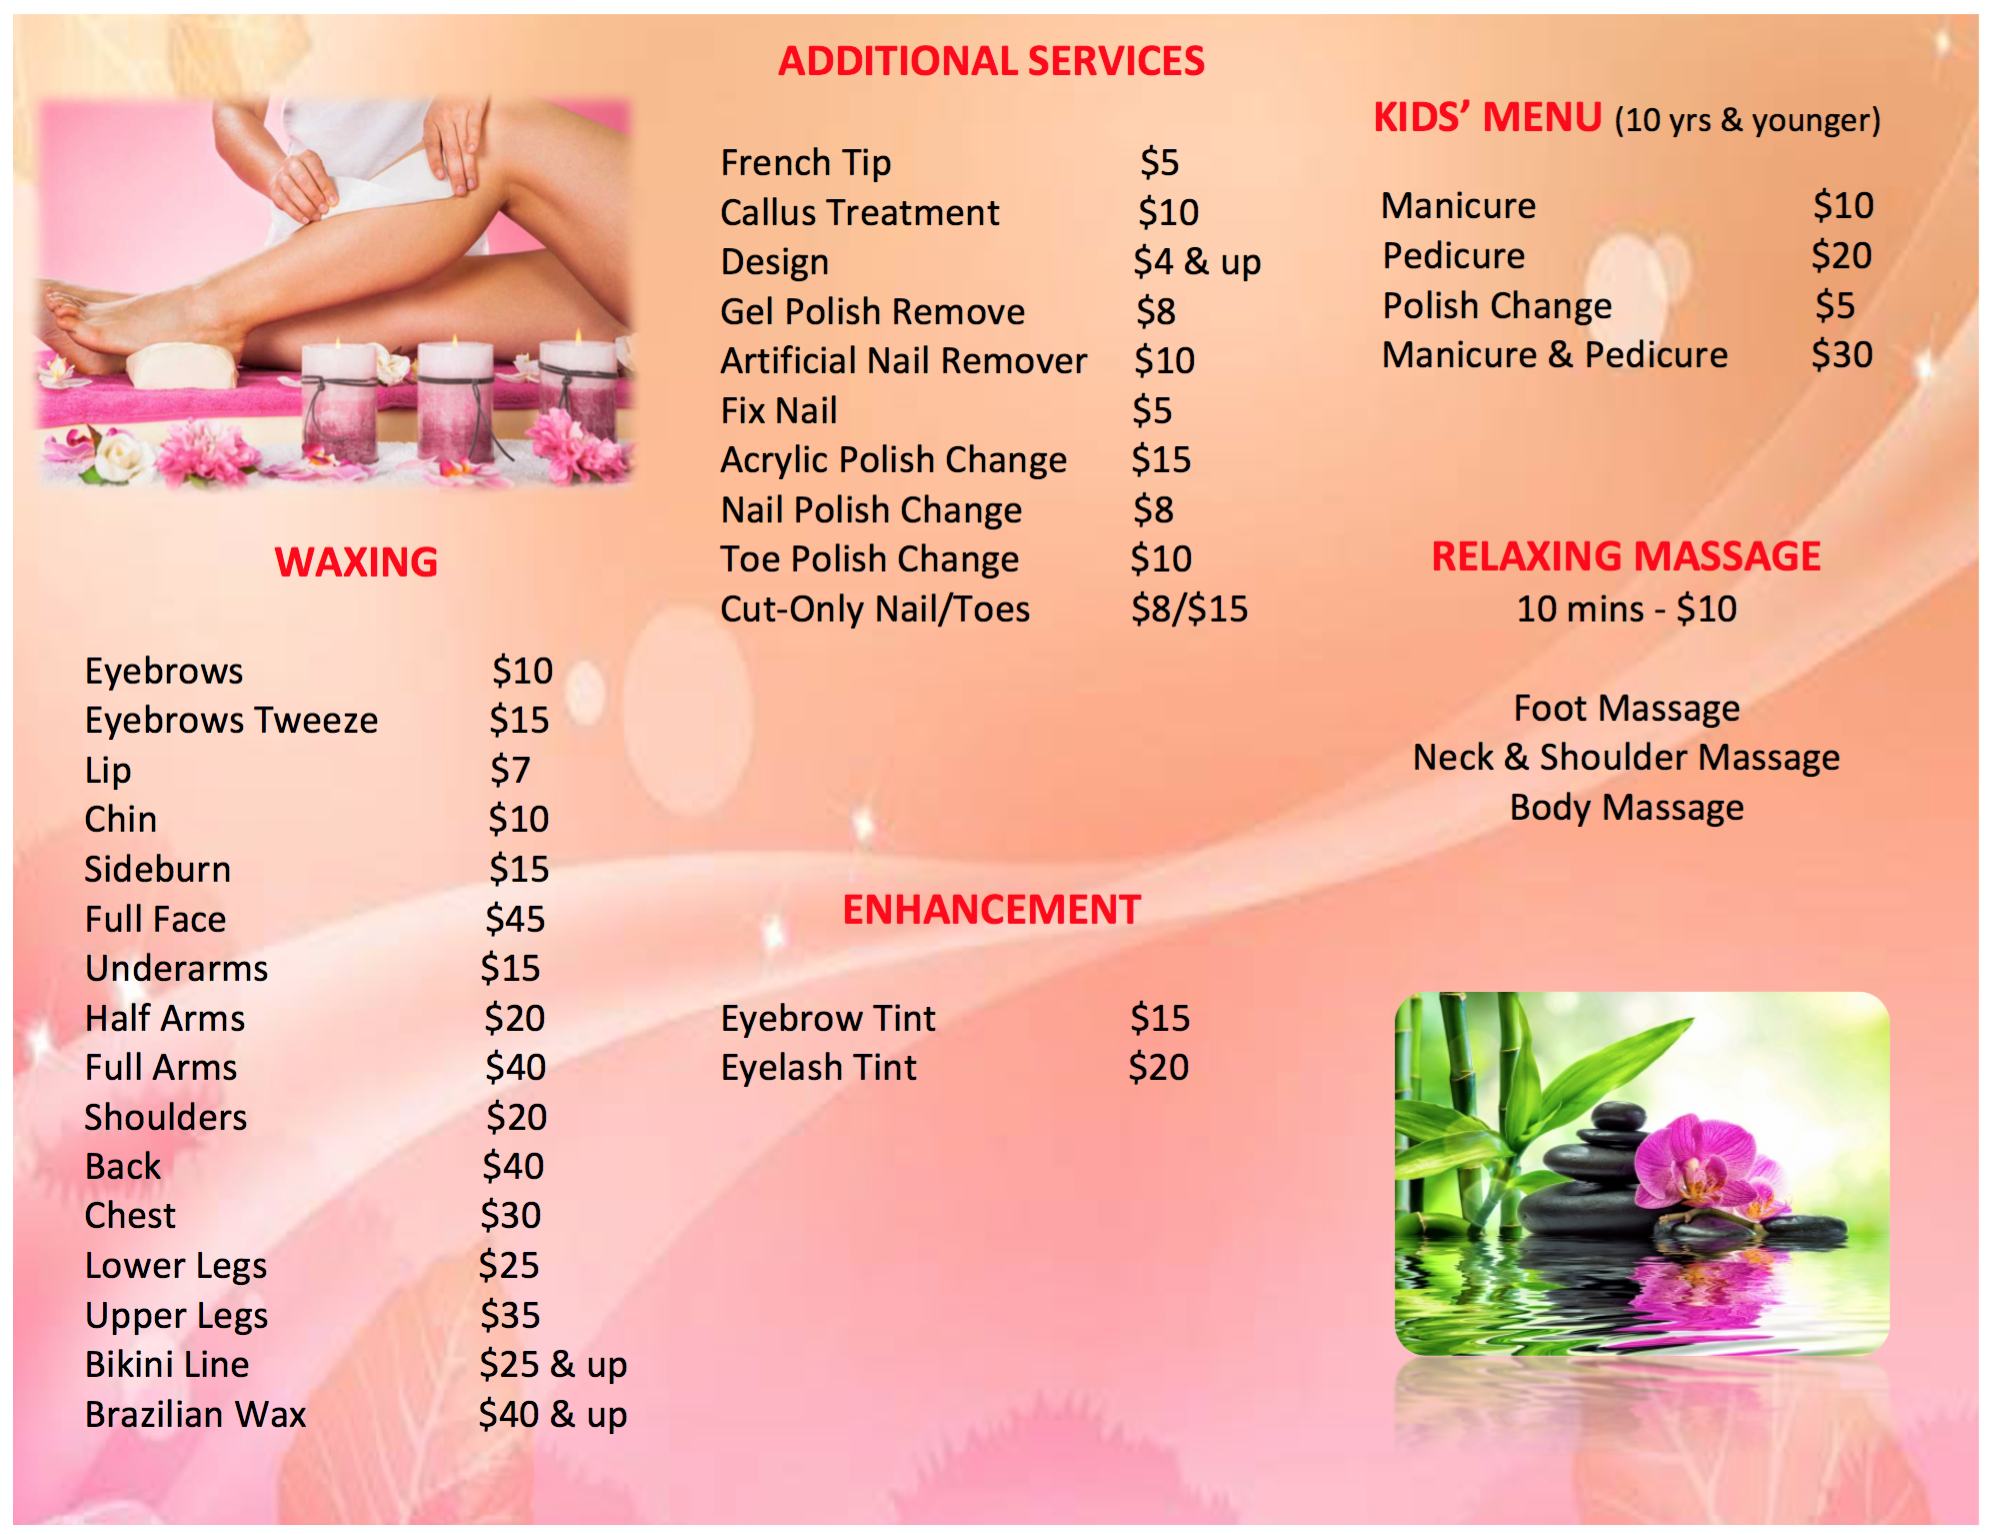 ADDITIONAL SERVICES
French Tip $5
Callus Treatment $10
Design $4 & up
Gel Polish Remove $8
Artificial Nail Remover $10
Fix Nail $5
Acrylic Polish Change $15
Nail Polish Change $8
Toe Polish Change $10
Cut-Only Nail/Toes $8/$15
KIDS’ MENU (10 yrs & younger)
Manicure $10
Pedicure $20
Polish Change $5
Manicure & Pedicure $30
WAXING
Eyebrows $10
Eyebrows Tweeze $15
Lip $7
Chin $10
Sideburn $15
Full Face $45
Underarms $15
Half Arms $20
Full Arms $40
Shoulders $20
Back $40
Chest $30
Lower Legs $25
Upper Legs $35
Bikini Line $25 & up
Brazilian Wax $40 & up
ENHANCEMENT
Eyebrow Tint $15
Eyelash Tint $20
RELAXING MASSAGE
10 mins - $10
Foot Massage
Neck & Shoulder Massage
Body Massage